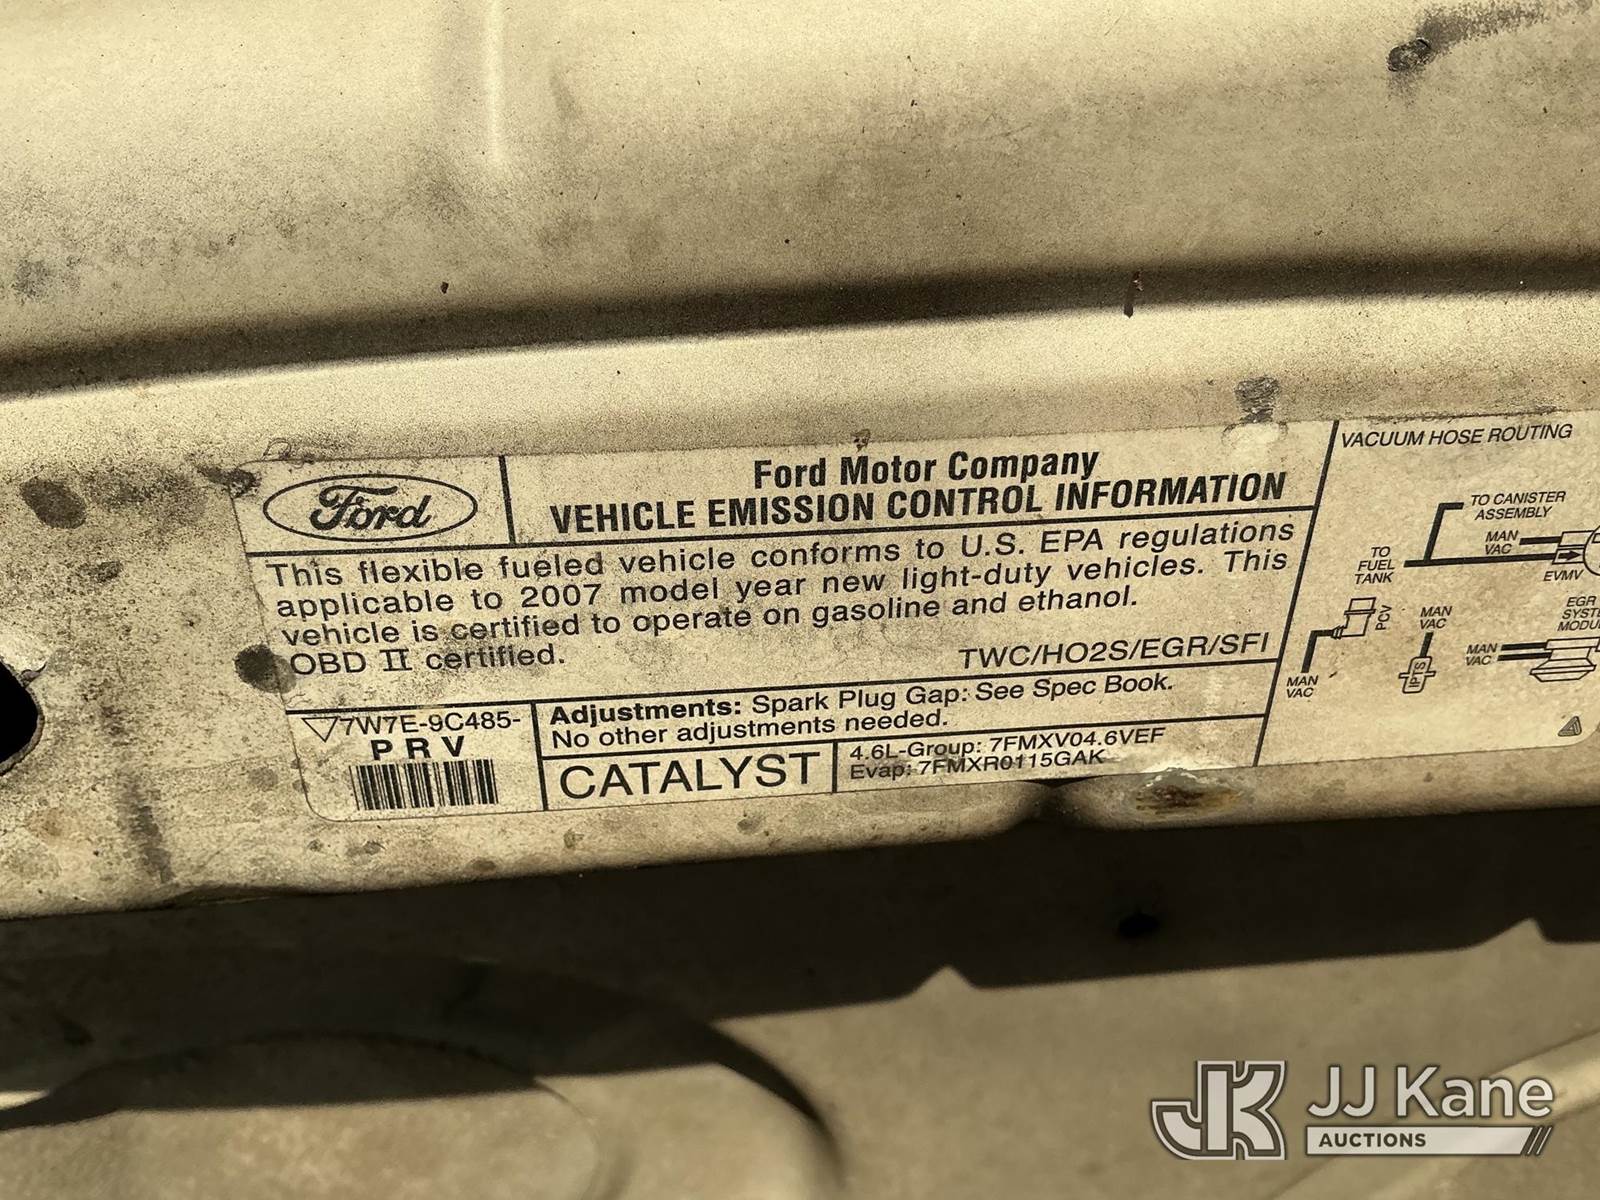 Ford
Ford Motor Company
VEHICLE EMISSION CONTROL INFORMATION
This flexible fueled vehicle conforms to U.S. EPA regulations
applicable to 2007 model year new light-duty vehicles. This
vehicle is certified to operate on gasoline and ethanol.
OBD II certified.
TWC/HO2S/EGR/SFI
7W7E-9C485-
PRV
Adjustments: Spark Plug Gap: See Spec Book.
No other adjustments needed.
CATALYST
4.6L-Group: 7FMXV04.6VEF
Evap: 7FMXR0115GAK
VACUUM HOSE ROUTING
TO CANISTER
ASSEMBLY
MAN
VAC
EVMV
TO
FUEL
TANK
PCV
MAN
VAC
EGR
MAN
VAC
IPTS
MAN
VAC
JK JJ Kane
AUCTIONS